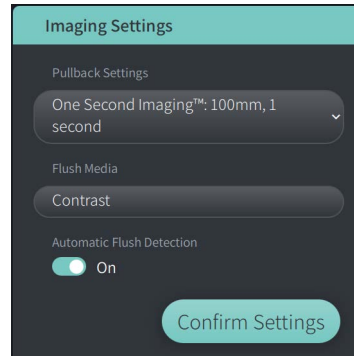 Imaging Settings
Pullback Settings
One Second Imaging™: 100mm, 1
second
Flush Media
Contrast
Automatic Flush Detection
On
Confirm Settings